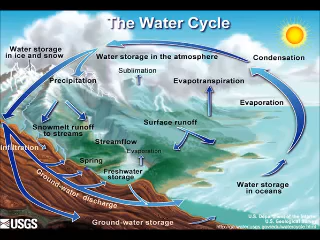 The Water Cycle
Water storage
in ice and snow
Water storage in the atmosphere
Condensation
Sublimation
Precipitation
Evapotranspiration
Evaporation
Snowmelt runoff
to streams
Surface runoff
Streamflow
Infiltration
Evaporation
Spring
Freshwater
storage
Ground-water discharge
Water storage
in oceans
Ground-water storage
USGS
U.S. Department of the Interior
U.S. Geological Survey